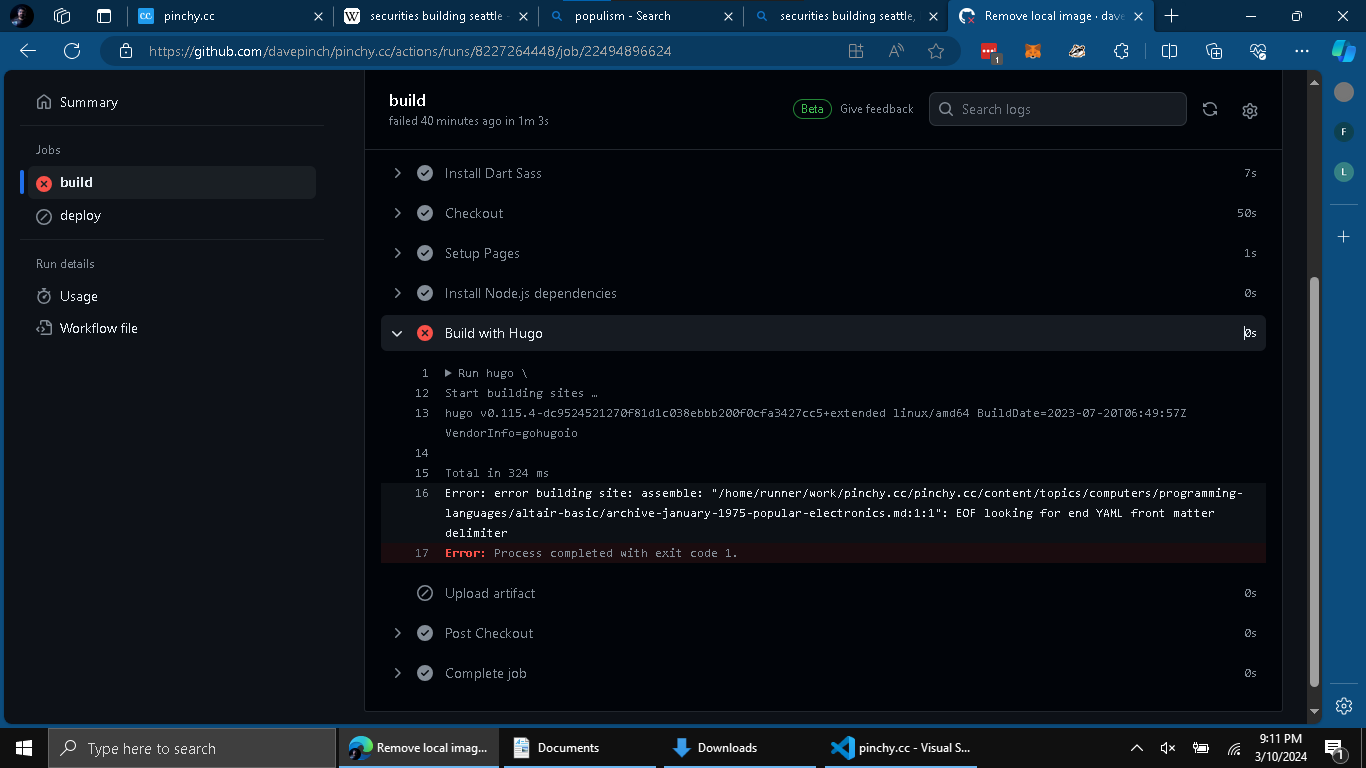 pinchy.cc
securities building seattle -
populism - Search
securities building seattle,
Remove local image · dave
https://github.com/davepinch/pinchy.cc/actions/runs/8227264448/job/22494896624
1
Summary
Jobs
build
deploy
Run details
Usage
Workflow file
build
failed 40 minutes ago in 1m 3s
Beta
Give feedback
Search logs
Install Dart Sass 7s
Checkout 50s
Setup Pages 1s
Install Node.js dependencies 0s
Build with Hugo 0s
1 Run hugo \
12 Start building sites …
13 hugo v0.115.4-dc9524521270f81d1c038ebbb200f0cfa3427cc5+extended linux/amd64 BuildDate=2023-07-20T06:49:57Z
VendorInfo=gohugoio
14
15 Total in 324 ms
16 Error: error building site: assemble: "/home/runner/work/pinchy.cc/pinchy.cc/content/topics/computers/programming-
languages/altair-basic/archive-january-1975-popular-electronics.md:1:1": EOF looking for end YAML front matter
delimiter
17 Error: Process completed with exit code 1.
Upload artifact 0s
Post Checkout 0s
Complete job 0s
F
L
Type here to search
Remove local imag...
Documents
Downloads
pinchy.cc - Visual S...
9:11 PM
3/10/2024
1